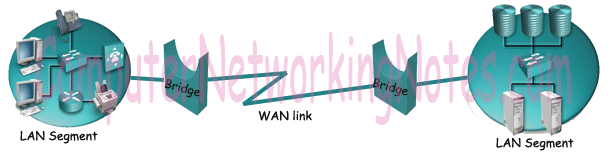 ComputerNetworkingNotes.com
Bridge
Bridge
WAN link
LAN Segment
LAN Segment